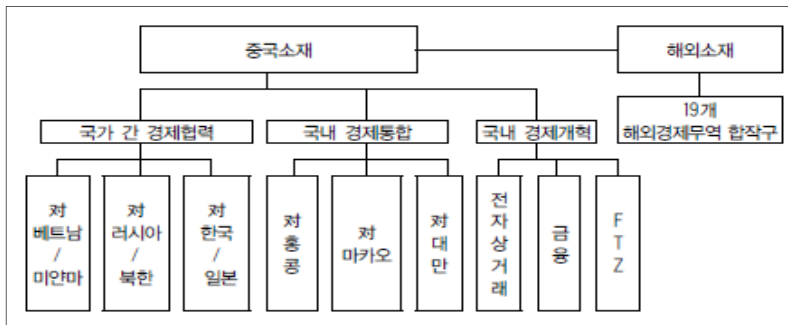 중국소재
해외소재
19개
해외경제무역 합작구
국가 간 경제협력
국내 경제통합
국내 경제개혁
対
베트남
/
미얀마
対
러시아
/
북한
対
한국
/
일본
対
홍
콩
対
마카오
対
대
만
전
자
상
거
래
금
융
F
T
Z